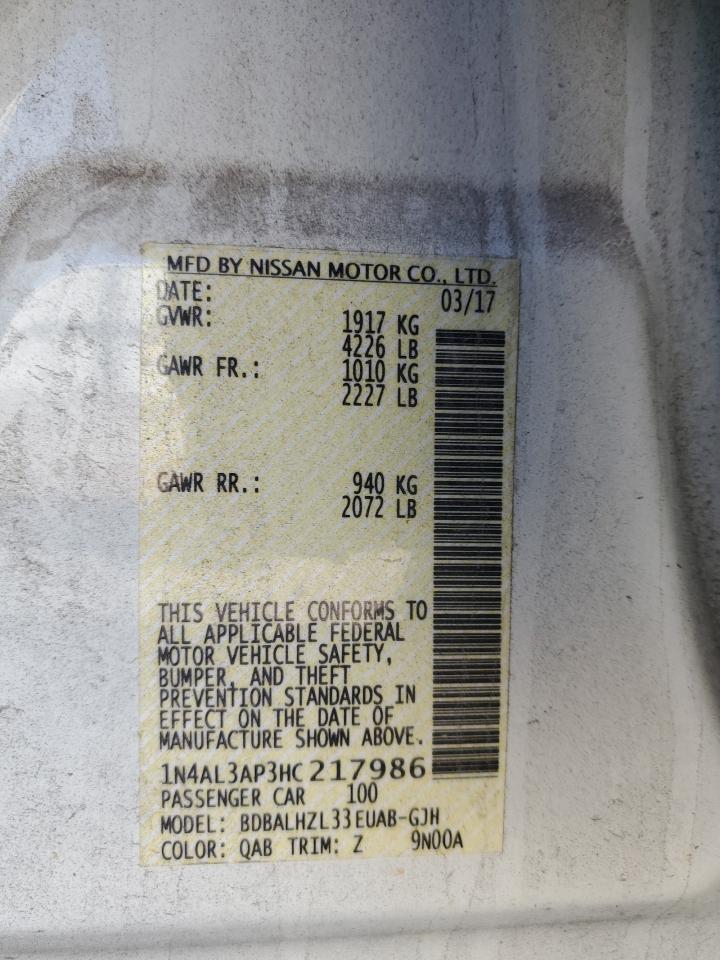 MFD BY NISSAN MOTOR CO., LTD.
DATE: 03/17
GVWR: 1917 KG
4226 LB
GAWR FR.: 1010 KG
2227 LB
GAWR RR.: 940 KG
2072 LB
THIS VEHICLE CONFORMS TO
ALL APPLICABLE FEDERAL
MOTOR VEHICLE SAFETY,
BUMPER, AND THEFT
PREVENTION STANDARDS IN
EFFECT ON THE DATE OF
MANUFACTURE SHOWN ABOVE.
1N4AL3AP3HC217986
PASSENGER CAR 100
MODEL: BDBALHZL33EUAB-GJH
COLOR: QAB TRIM: Z 9N00A